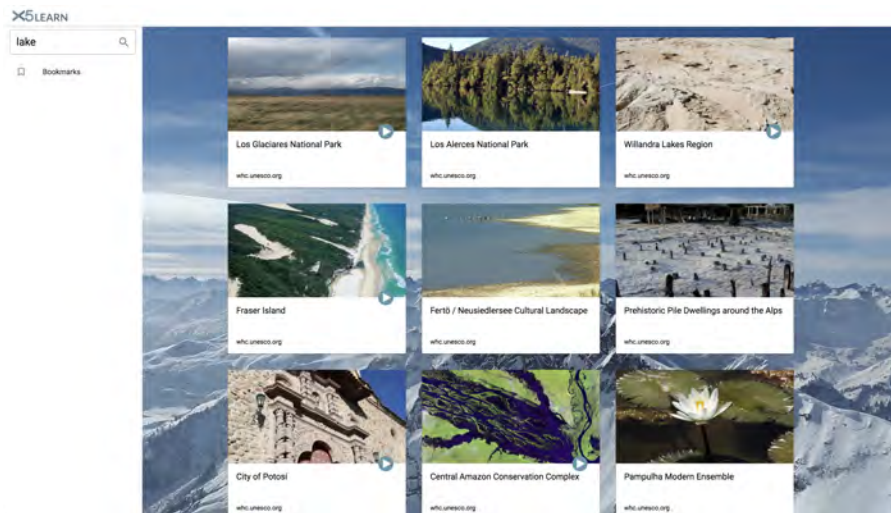 X5LEARN
lake
Bookmarks
Los Glaciares National Park
whc.unesco.org
Los Alerces National Park
whc.unesco.org
Willandra Lakes Region
whc.unesco.org
Fraser Island
whc.unesco.org
Fertö / Neusiedlersee Cultural Landscape
whc.unesco.org
Prehistoric Pile Dwellings around the Alps
whc.unesco.org
City of Potosí
whc.unesco.org
Central Amazon Conservation Complex
whc.unesco.org
Pampulha Modern Ensemble
whc.unesco.org